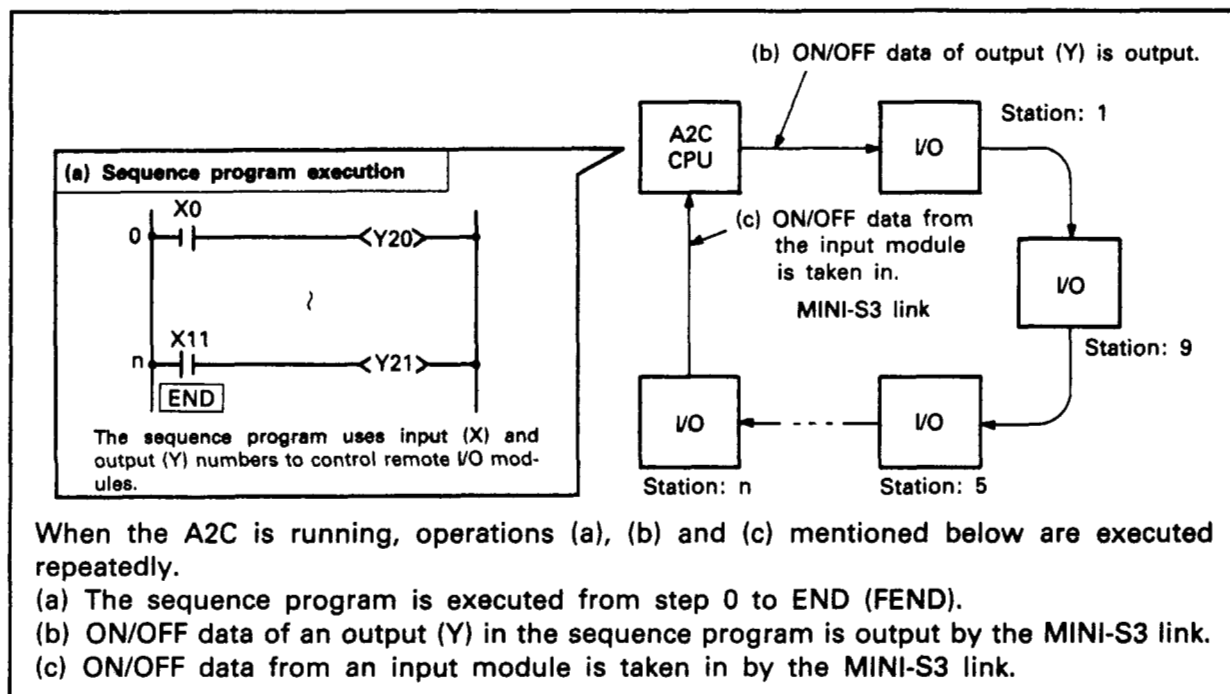 (b) ON/OFF data of output (Y) is output.
A2C
CPU
I/O
Station: 1
(a) Sequence program execution
X0
0
<Y20>
X11
n
<Y21>
END
The sequence program uses input (X) and
output (Y) numbers to control remote I/O mod-
ules.
(c) ON/OFF data from
the input module
is taken in.
MINI-S3 link
I/O
Station: 9
I/O
Station: n
I/O
Station: 5
When the A2C is running, operations (a), (b) and (c) mentioned below are executed
repeatedly.
(a) The sequence program is executed from step 0 to END (FEND).
(b) ON/OFF data of an output (Y) in the sequence program is output by the MINI-S3 link.
(c) ON/OFF data from an input module is taken in by the MINI-S3 link.